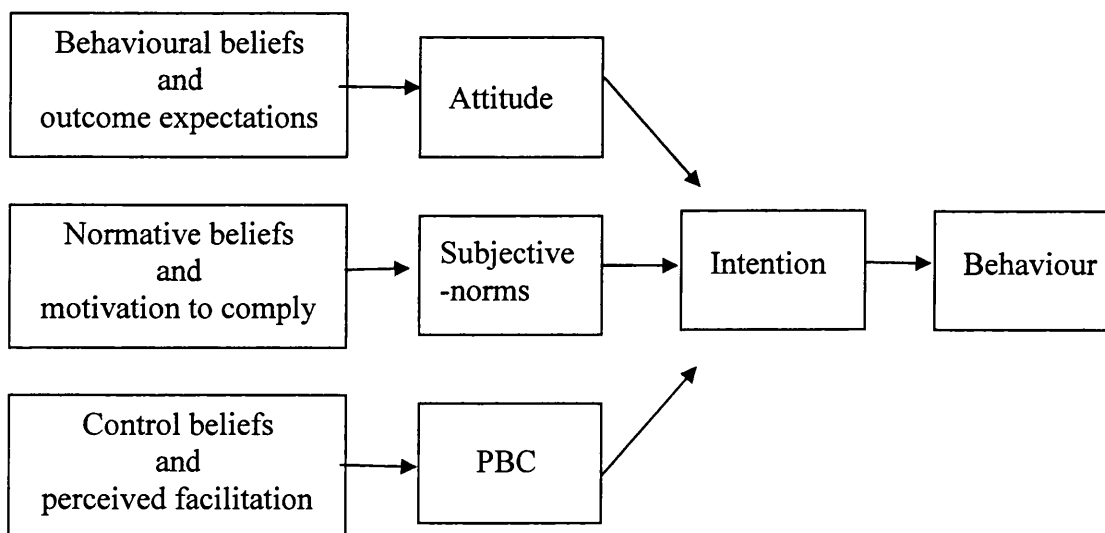 Behavioural beliefs
and
outcome expectations
Attitude
Normative beliefs
and
motivation to comply
Subjective
-norms
Intention
Behaviour
Control beliefs
and
perceived facilitation
PBC